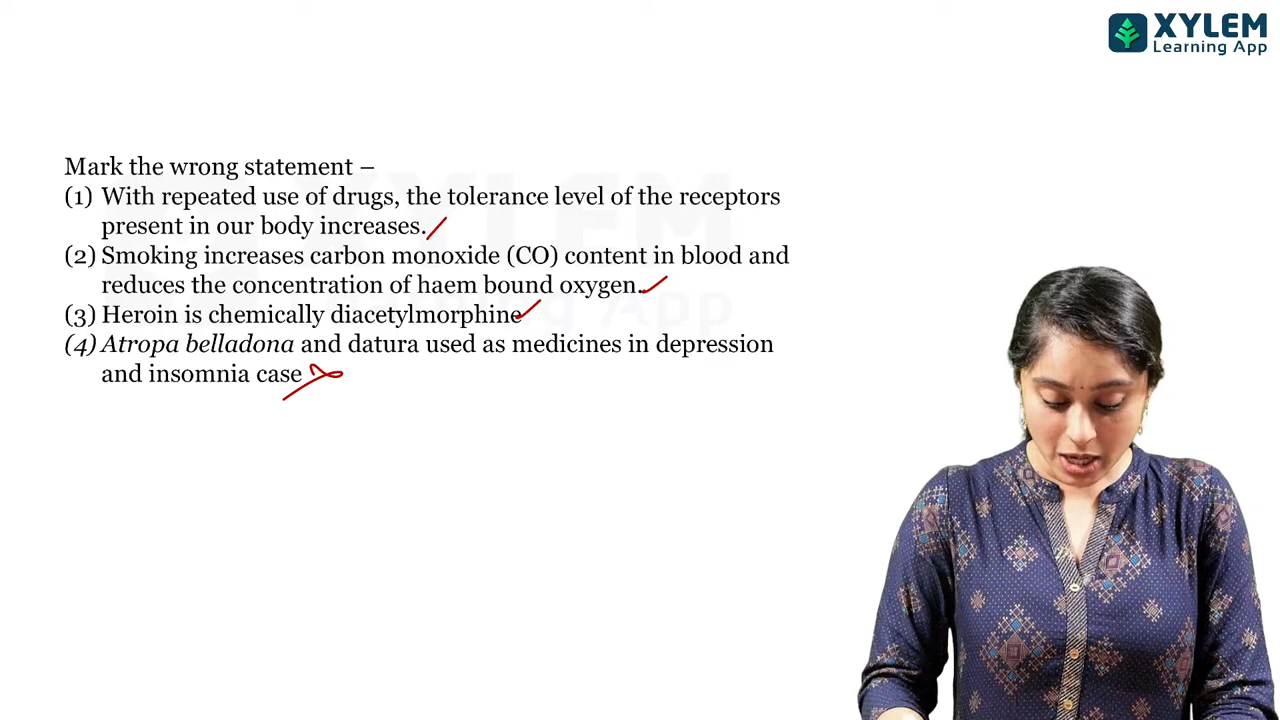 XYLEM
Learning App
Mark the wrong statement –
(1) With repeated use of drugs, the tolerance level of the receptors
present in our body increases.
(2) Smoking increases carbon monoxide (CO) content in blood and
reduces the concentration of haem bound oxygen.
(3) Heroin is chemically diacetylmorphine
(4) Atropa belladona and datura used as medicines in depression
and insomnia case
XYLEM
Learning App